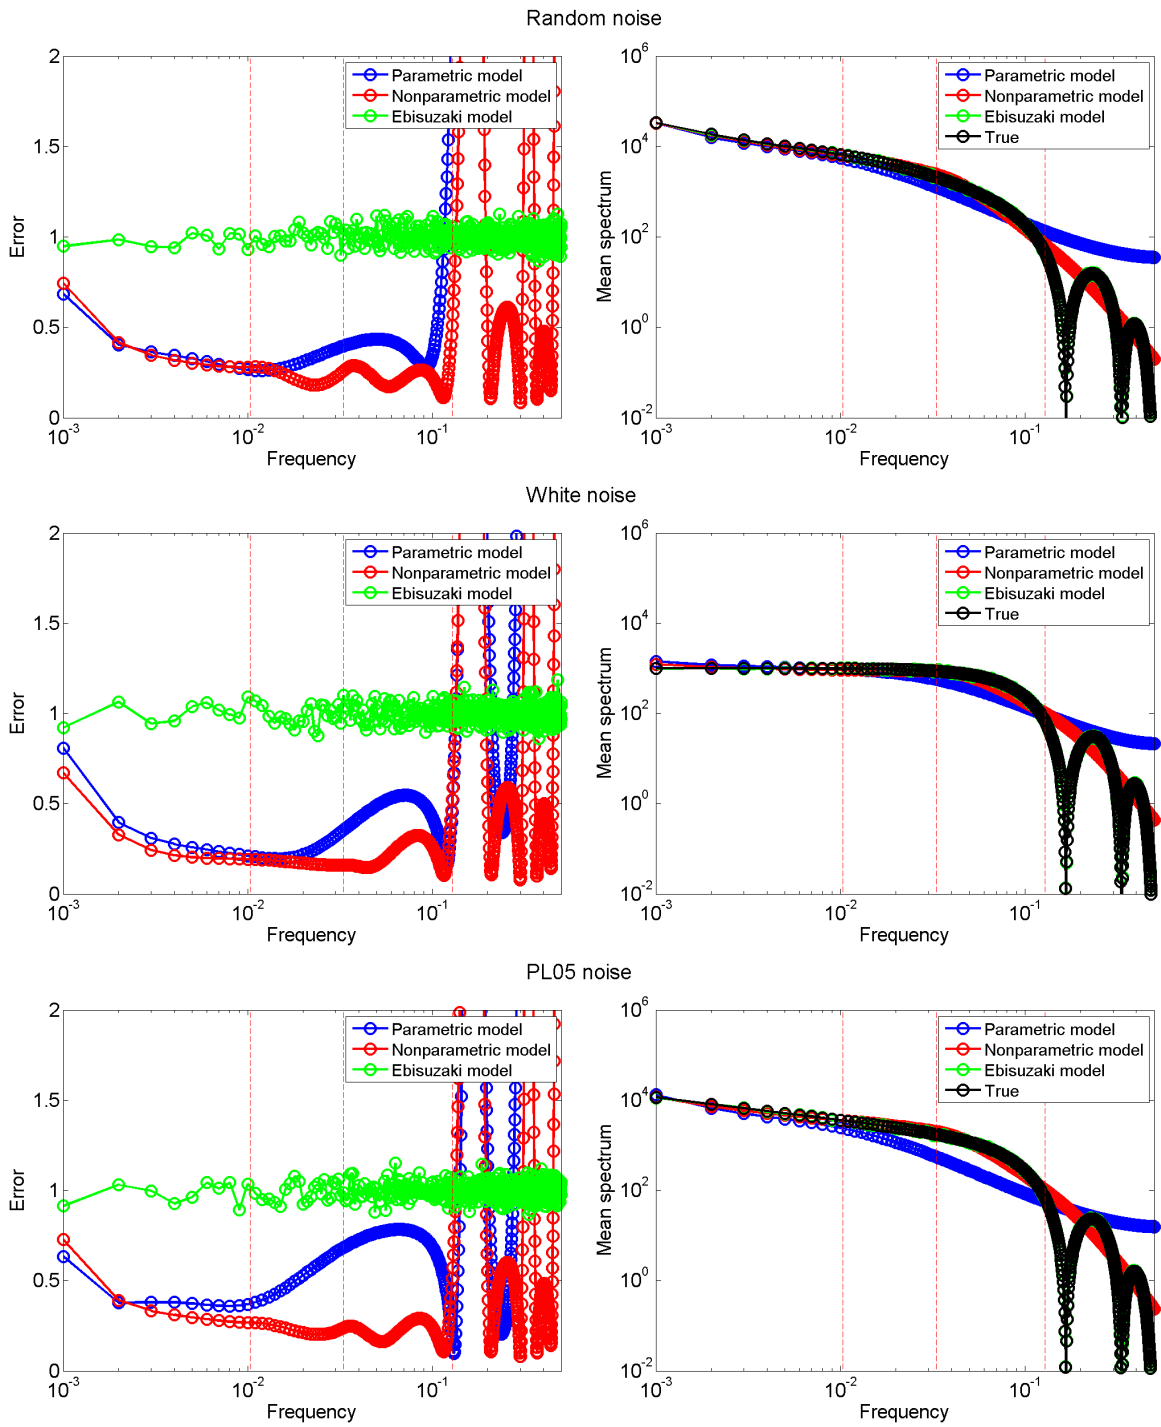 Random noise
2
1.5
1
0.5
0
Error
10^-3
10^-2
10^-1
Frequency
Parametric model
Nonparametric model
Ebisuzaki model
10^6
10^4
10^2
10^0
10^-2
Mean spectrum
10^-3
10^-2
10^-1
Frequency
Parametric model
Nonparametric model
Ebisuzaki model
True
White noise
2
1.5
1
0.5
0
Error
10^-3
10^-2
10^-1
Frequency
Parametric model
Nonparametric model
Ebisuzaki model
10^6
10^4
10^2
10^0
10^-2
Mean spectrum
10^-3
10^-2
10^-1
Frequency
Parametric model
Nonparametric model
Ebisuzaki model
True
PL05 noise
2
1.5
1
0.5
0
Error
10^-3
10^-2
10^-1
Frequency
Parametric model
Nonparametric model
Ebisuzaki model
10^6
10^4
10^2
10^0
10^-2
Mean spectrum
10^-3
10^-2
10^-1
Frequency
Parametric model
Nonparametric model
Ebisuzaki model
True